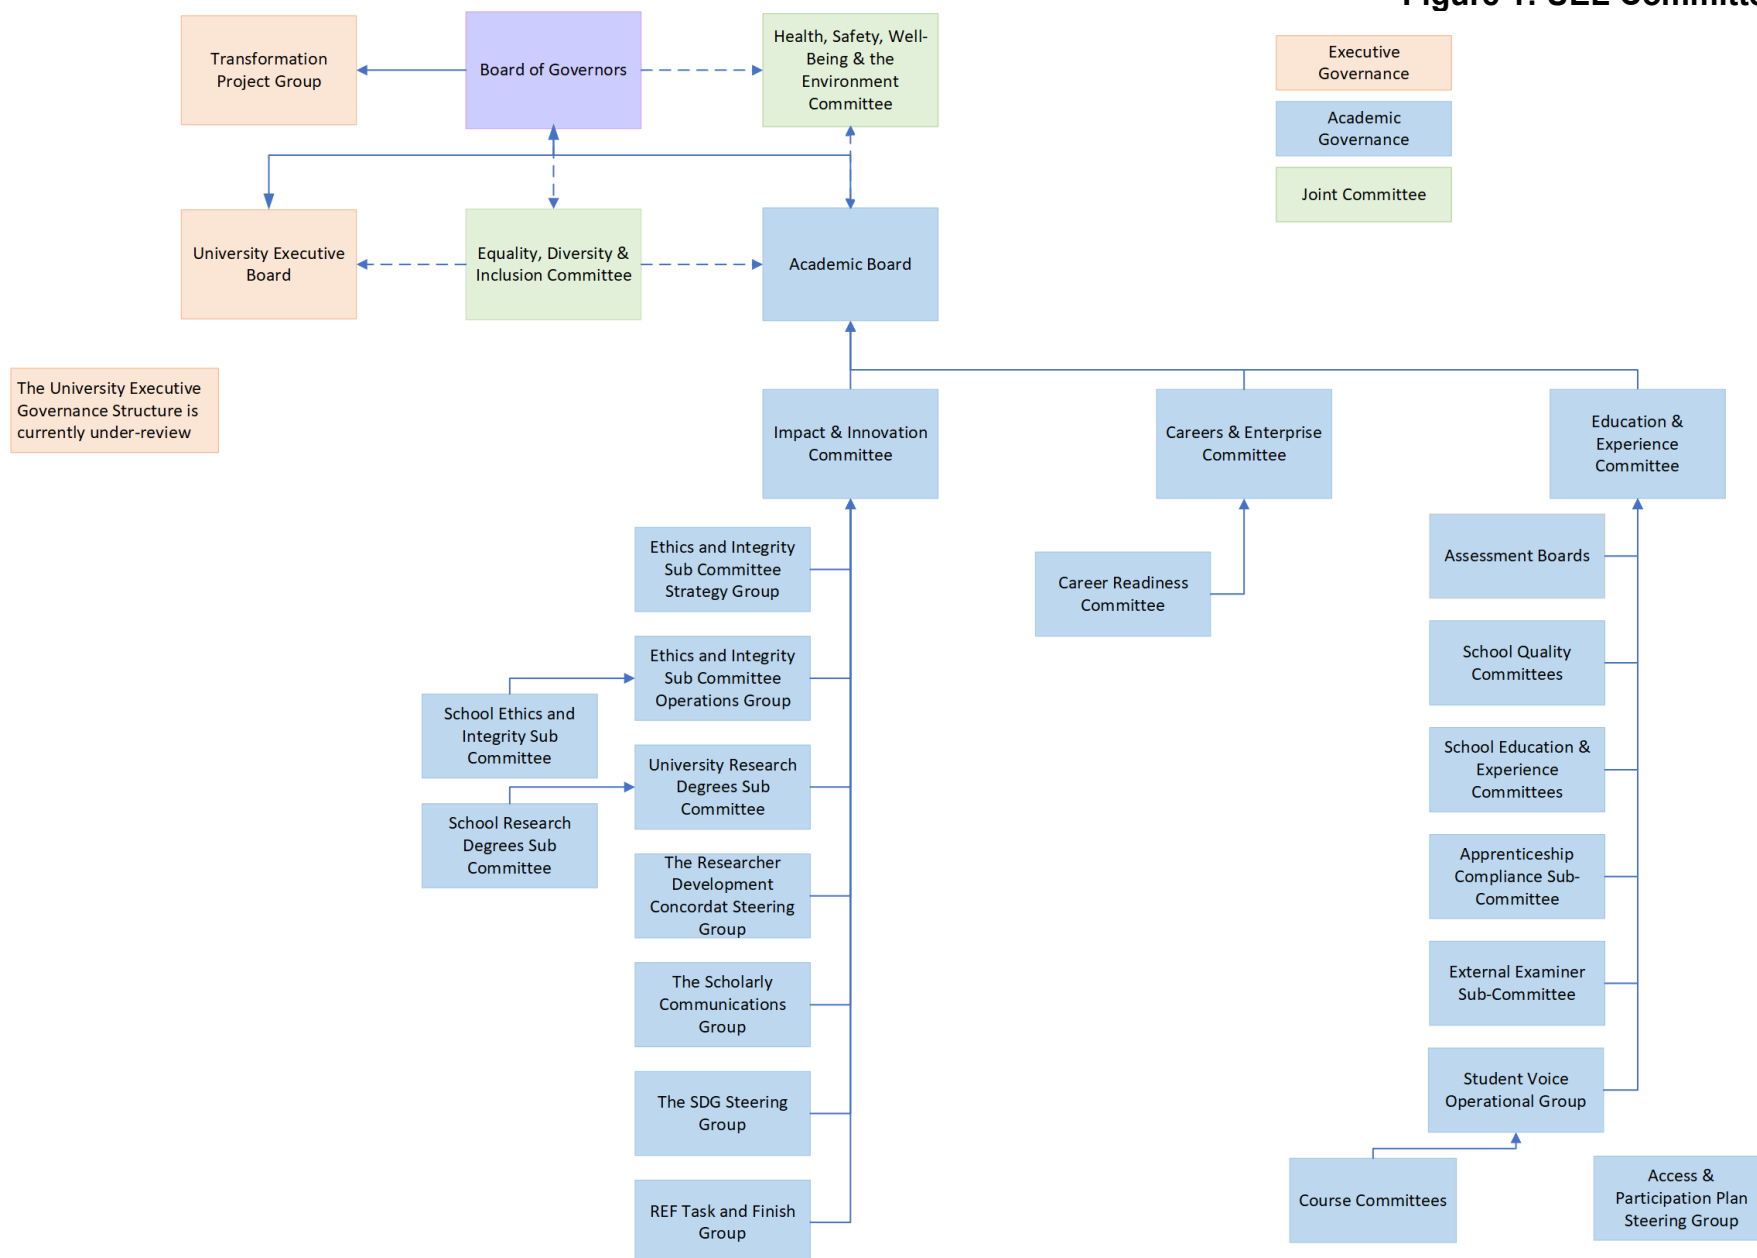 Figure 1: UEL Committe
Transformation
Project Group
Board of Governors
Health, Safety, Well-
Being & the
Environment
Committee
Executive
Governance
Academic
Governance
Joint Committee
University Executive
Board
Equality, Diversity &
Inclusion Committee
Academic Board
The University Executive
Governance Structure is
currently under-review
Impact & Innovation
Committee
Careers & Enterprise
Committee
Education &
Experience
Committee
Ethics and Integrity
Sub Committee
Strategy Group
Ethics and Integrity
Sub Committee
Operations Group
School Ethics and
Integrity Sub
Committee
University Research
Degrees Sub
Committee
School Research
Degrees Sub
Committee
The Researcher
Development
Concordat Steering
Group
The Scholarly
Communications
Group
The SDG Steering
Group
REF Task and Finish
Group
Career Readiness
Committee
Assessment Boards
School Quality
Committees
School Education &
Experience
Committees
Apprenticeship
Compliance Sub-
Committee
External Examiner
Sub-Committee
Student Voice
Operational Group
Course Committees
Access &
Participation Plan
Steering Group